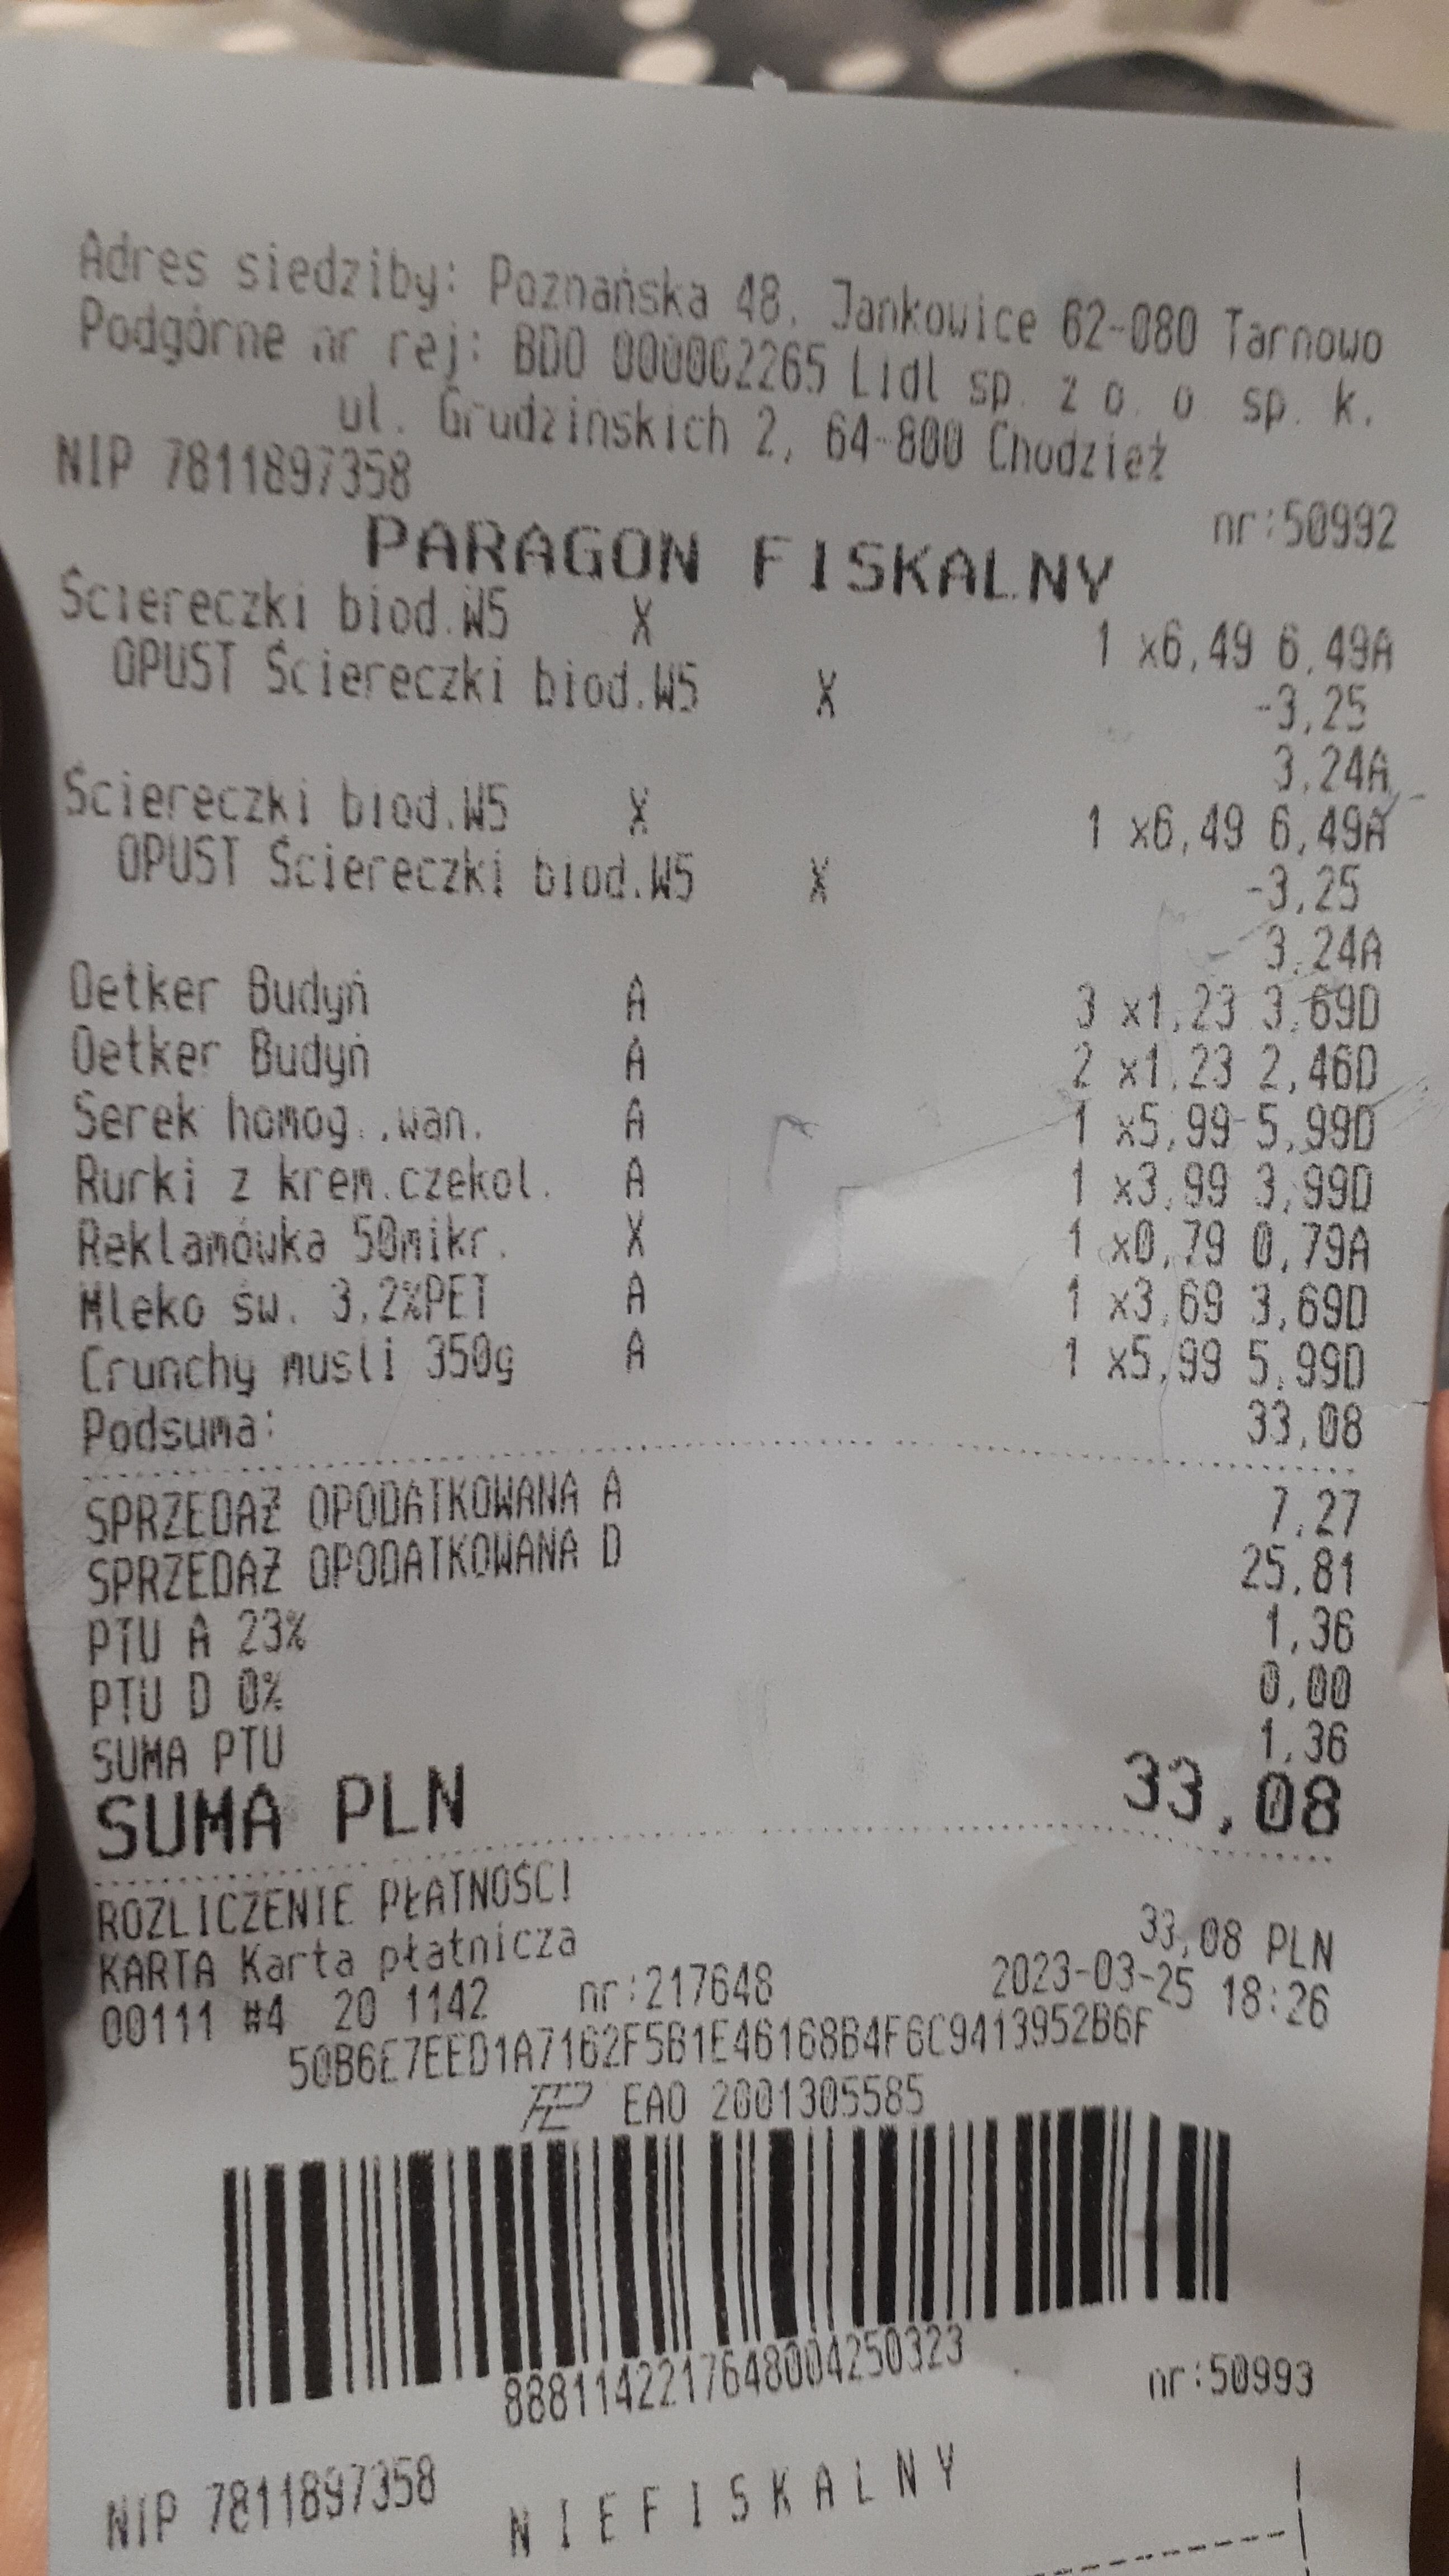 Adres siedziby: Poznańska 48, Jankowice 62-080 Tarnowo
Podgórne nr rej: BDO 000002265 Lidl sp. z o. o. sp. k.
ul. Grudzińskich 2, 64-800 Chodzież
NIP 7811897358
nr:50992
PARAGON FISKALNY
Ściereczki biod.W5 X 1 x6,49 6,49A
OPUST Ściereczki biod.W5 X -3,25
3,24A
Ściereczki biod.W5 X 1 x6,49 6,49A
OPUST Ściereczki biod.W5 X -3,25
3,24A
Oetker Budyń A 3 x1,23 3,69D
Oetker Budyń A 2 x1,23 2,46D
Serek homog.,wan. A 1 x5,99 5,99D
Rurki z krem.czekol. A 1 x3,99 3,99D
Reklamówka 50mikr. X 1 x0,79 0,79A
Mleko św. 3,2%PET A 1 x3,69 3,69D
Crunchy musli 350g A 1 x5,99 5,99D
Podsuma: 33,08
SPRZEDAŻ OPODATKOWANA A 7,27
SPRZEDAŻ OPODATKOWANA D 25,81
PTU A 23% 1,36
PTU D 0% 0,00
SUMA PTU 1,36
SUMA PLN 33,08
ROZLICZENIE PŁATNOŚCI
KARTA Karta płatnicza 33,08 PLN
00111 #4 20 1142 nr:217648 2023-03-25 18:26
50B6E7EED1A7162F5B1E46168B4F6C9413952B6F
EAO 2001305585
888114221764800425032​3
nr:50993
NIP 7811897358
NIEFISKALNY